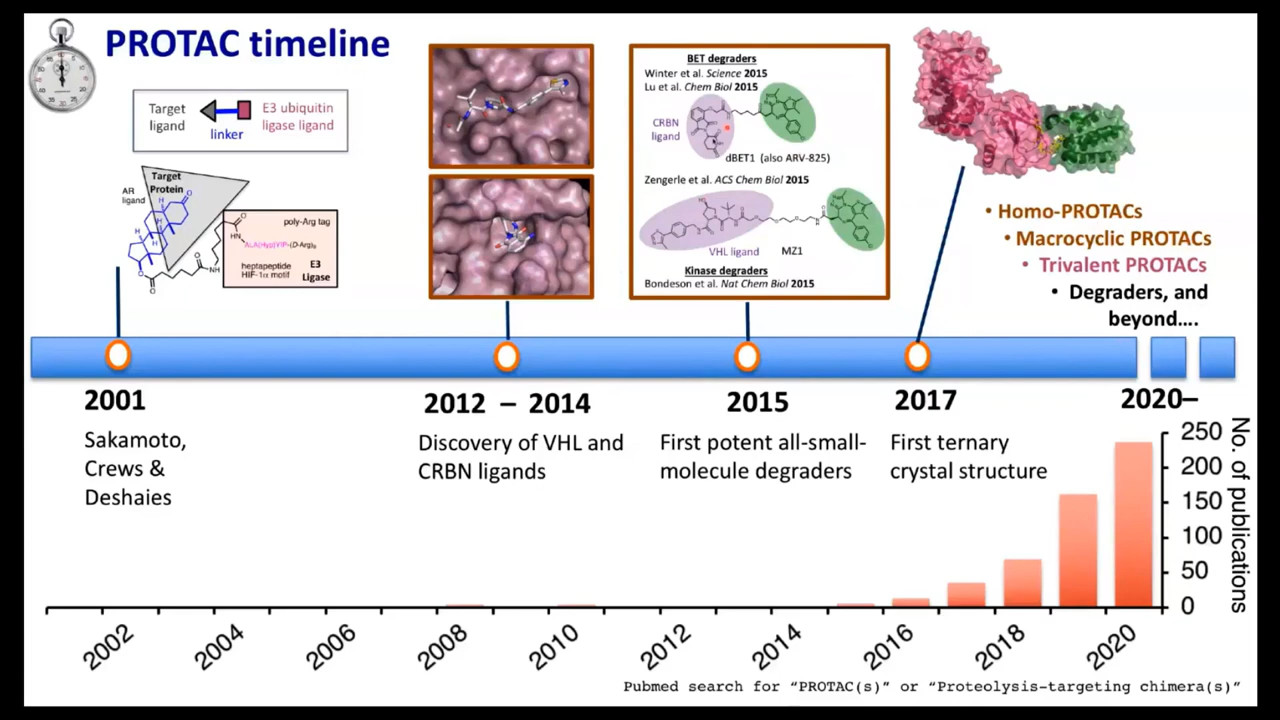 PROTAC timeline
Target
ligand
linker
E3 ubiquitin
ligase ligand
AR
ligand
Target
Protein
poly-Arg tag
ALA(Hyp)YIP-(D-Arg)8
heptapeptide
HIF-1α motif
E3
Ligase
BET degraders
Winter et al. Science 2015
Lu et al. Chem Biol 2015
CRBN
ligand
dBET1 (also ARV-825)
Zengerle et al. ACS Chem Biol 2015
VHL ligand
MZ1
Kinase degraders
Bondeson et al. Nat Chem Biol 2015
• Homo-PROTACs
• Macrocyclic PROTACs
• Trivalent PROTACs
• Degraders, and
beyond....
2001
Sakamoto,
Crews &
Deshaies
2012 – 2014
Discovery of VHL and
CRBN ligands
2015
First potent all-small-
molecule degraders
2017
First ternary
crystal structure
2020–
250
200
150
100
50
0
No. of publications
2002
2004
2006
2008
2010
2012
2014
2016
2018
2020
Pubmed search for “PROTAC(s)” or “Proteolysis-targeting chimera(s)”